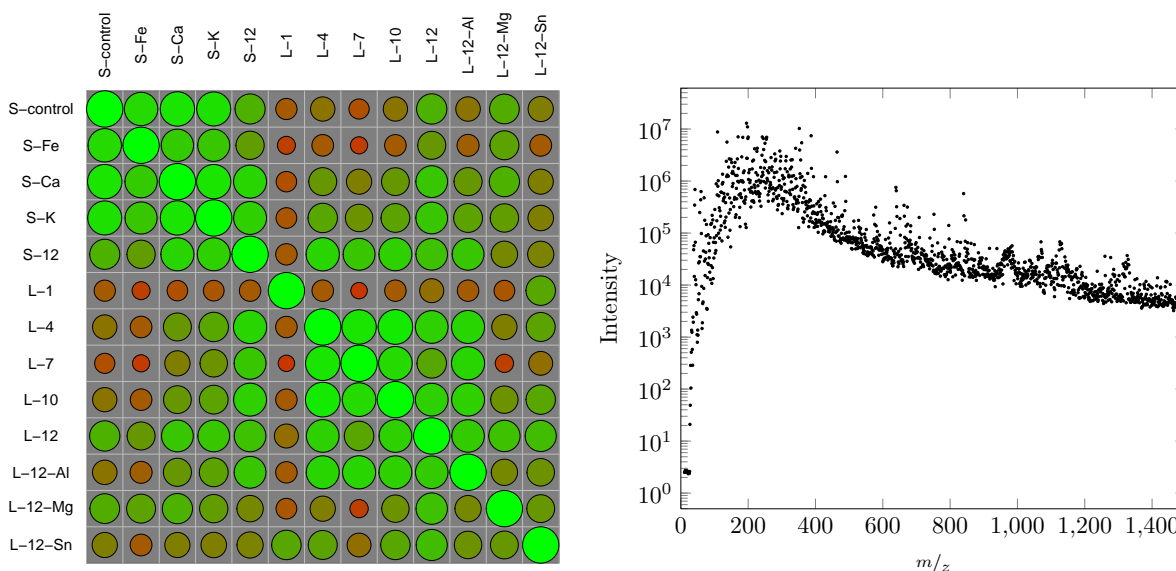 S−control
S−Fe
S−Ca
S−K
S−12
L−1
L−4
L−7
L−10
L−12
L−12−Al
L−12−Mg
L−12−Sn
S−control
S−Fe
S−Ca
S−K
S−12
L−1
L−4
L−7
L−10
L−12
L−12−Al
L−12−Mg
L−12−Sn
Intensity
10^7
10^6
10^5
10^4
10^3
10^2
10^1
10^0
0 200 400 600 800 1,000 1,200 1,400
m/z